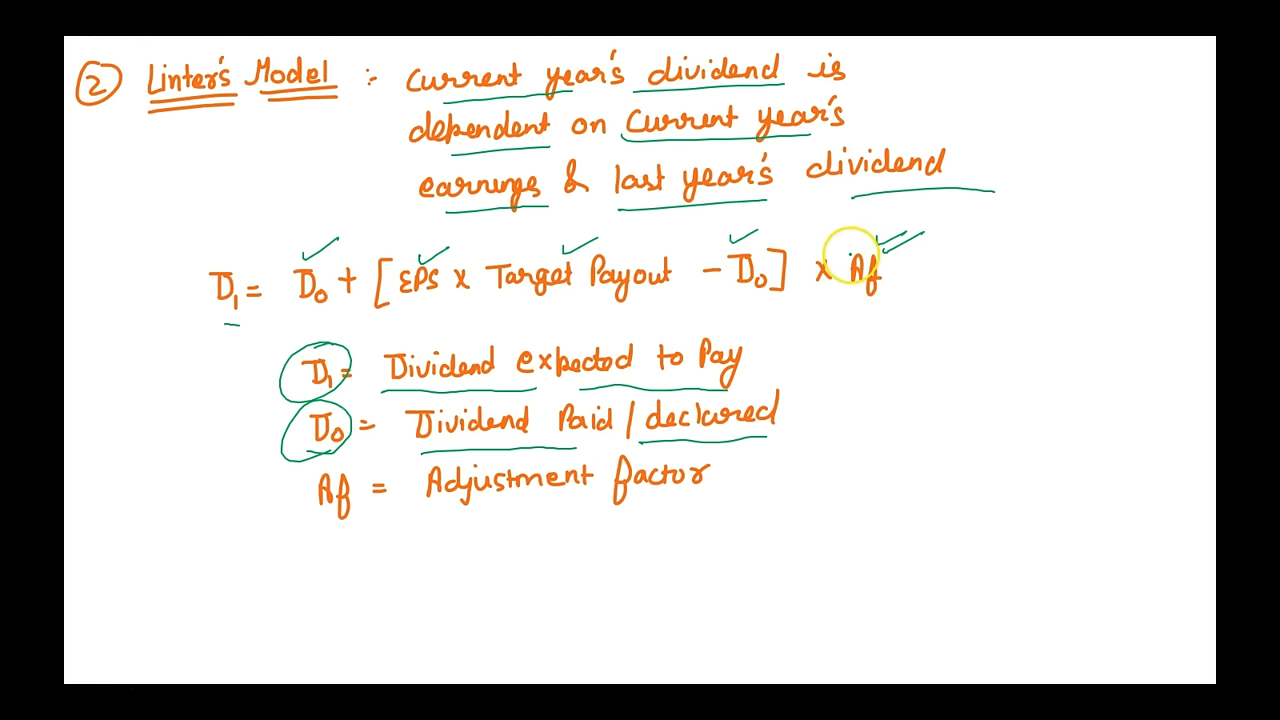 ② Linter's Model : Current year's dividend is
dependent on Current year's
earnings & last year's dividend
D₁ = D₀ + [EPS x Target Payout - D₀] x Af
D₁ = Dividend expected to Pay
D₀ = Dividend Paid / declared
Af = Adjustment factor